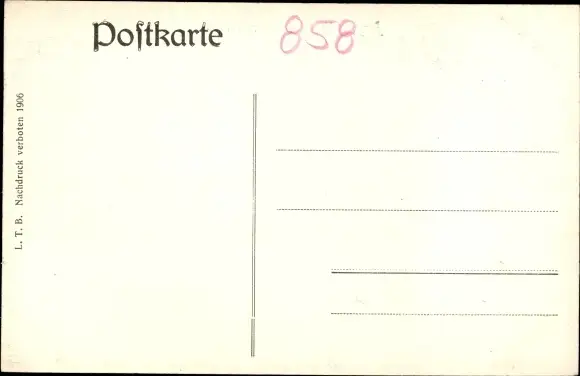 Poſtkarte
858
L. T. B. Nachdruck verboten 1906